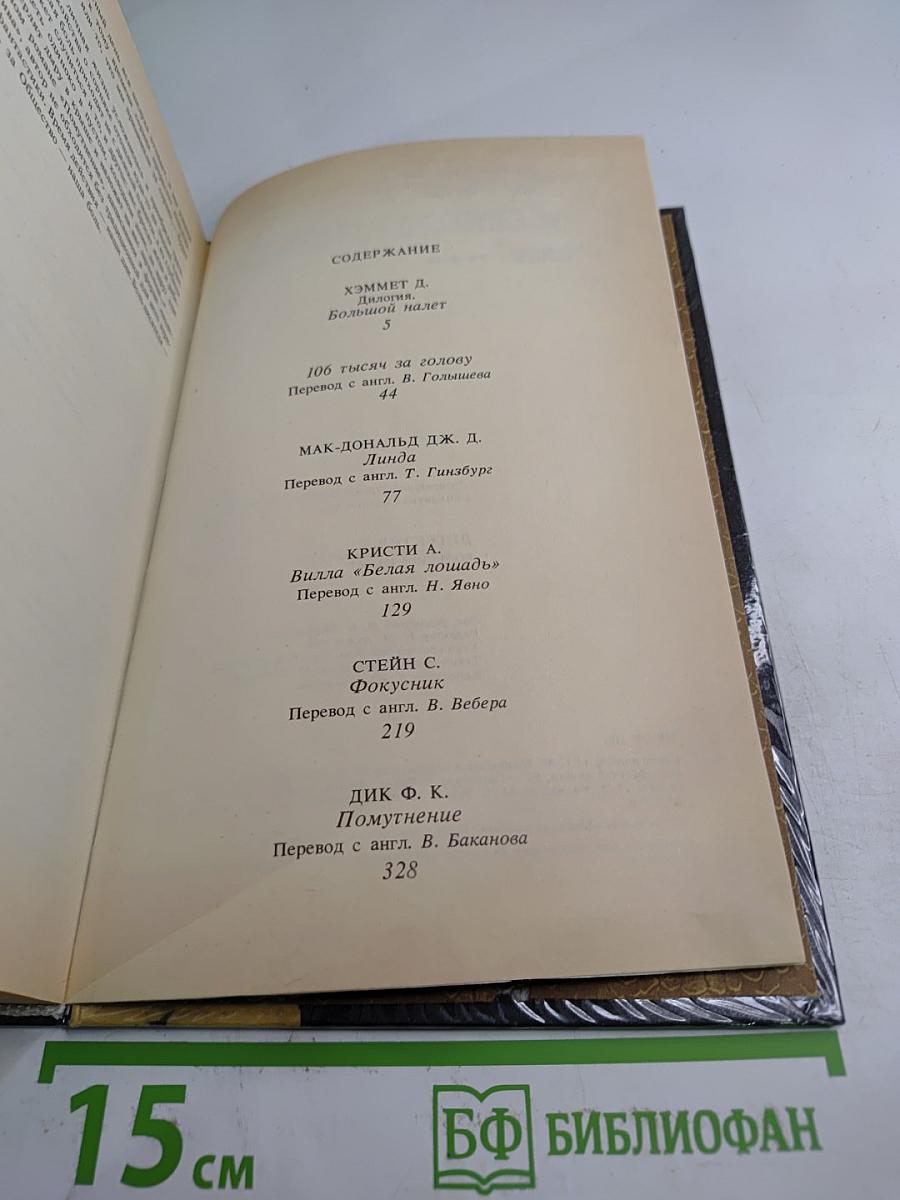 СОДЕРЖАНИЕ
ХЭММЕТ Д.
Дилогия.
Большой налет
5
106 тысяч за голову
Перевод с англ. В. Голышева
44
МАК-ДОНАЛЬД ДЖ. Д.
Линда
Перевод с англ. Т. Гинзбург
77
КРИСТИ А.
Вилла «Белая лошадь»
Перевод с англ. Н. Явно
129
СТЕЙН С.
Фокусник
Перевод с англ. В. Вебера
219
ДИК Ф. К.
Помутнение
Перевод с англ. В. Баканова
328
15 см
БФ БИБЛИОФАН